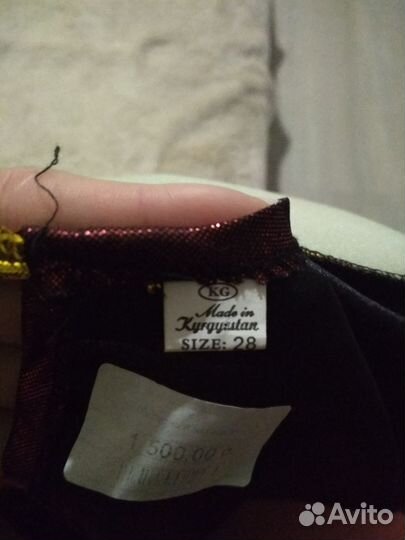 KG
Made in
Kyrgyzstan
SIZE: 28
1 500,00
Avito